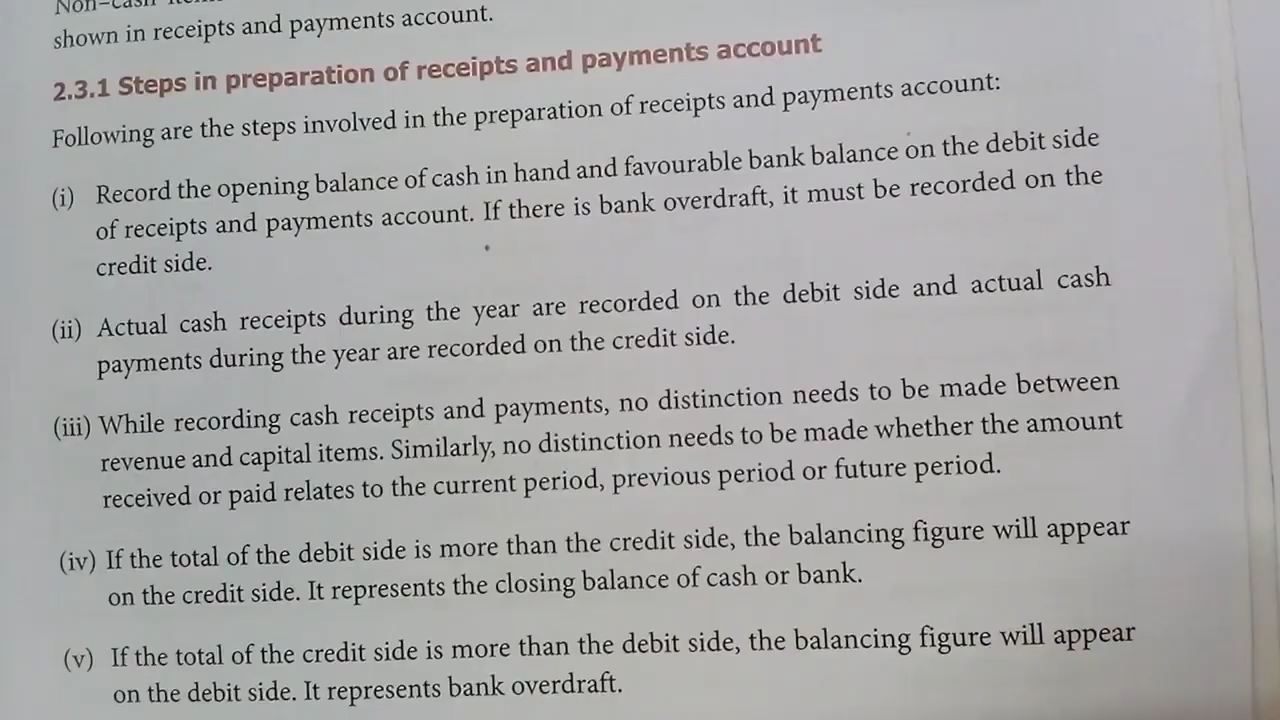 Non-cash
shown in receipts and payments account.
2.3.1 Steps in preparation of receipts and payments account
Following are the steps involved in the preparation of receipts and payments account:
(i) Record the opening balance of cash in hand and favourable bank balance on the debit side
of receipts and payments account. If there is bank overdraft, it must be recorded on the
credit side.
(ii) Actual cash receipts during the year are recorded on the debit side and actual cash
payments during the year are recorded on the credit side.
(iii) While recording cash receipts and payments, no distinction needs to be made between
revenue and capital items. Similarly, no distinction needs to be made whether the amount
received or paid relates to the current period, previous period or future period.
(iv) If the total of the debit side is more than the credit side, the balancing figure will appear
on the credit side. It represents the closing balance of cash or bank.
(v) If the total of the credit side is more than the debit side, the balancing figure will appear
on the debit side. It represents bank overdraft.